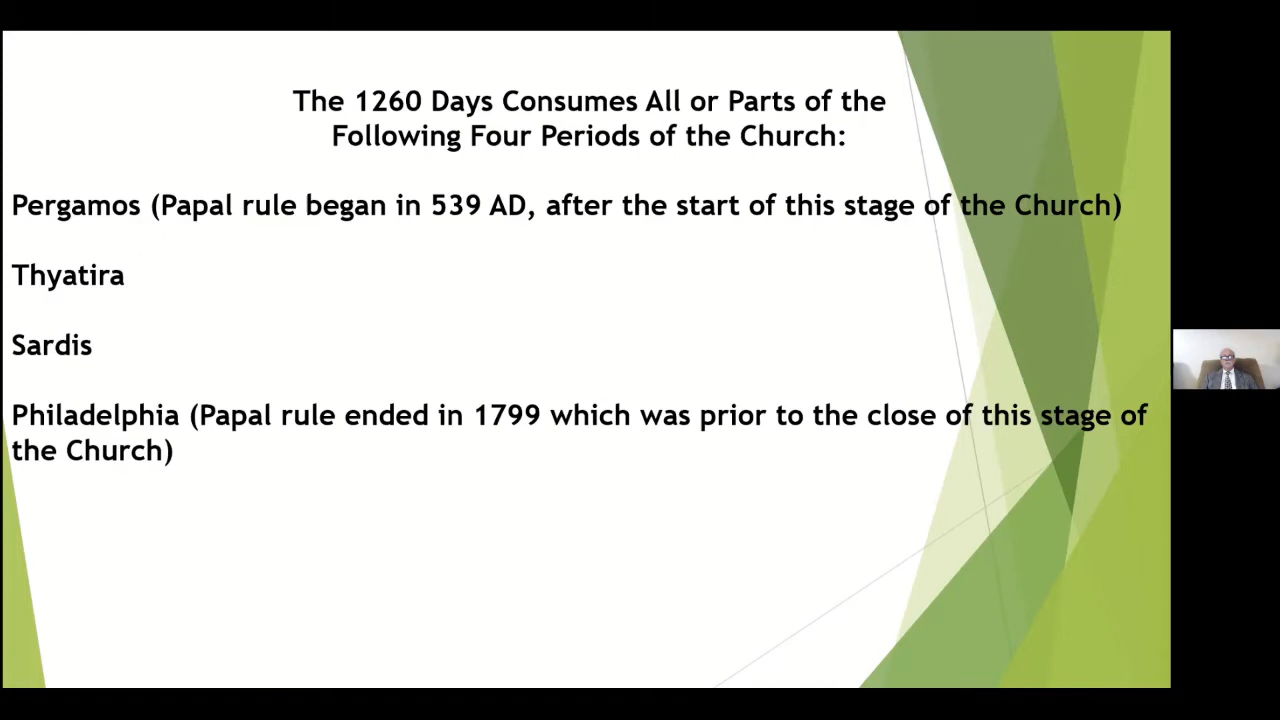 The 1260 Days Consumes All or Parts of the
Following Four Periods of the Church:
Pergamos (Papal rule began in 539 AD, after the start of this stage of the Church)
Thyatira
Sardis
Philadelphia (Papal rule ended in 1799 which was prior to the close of this stage of
the Church)